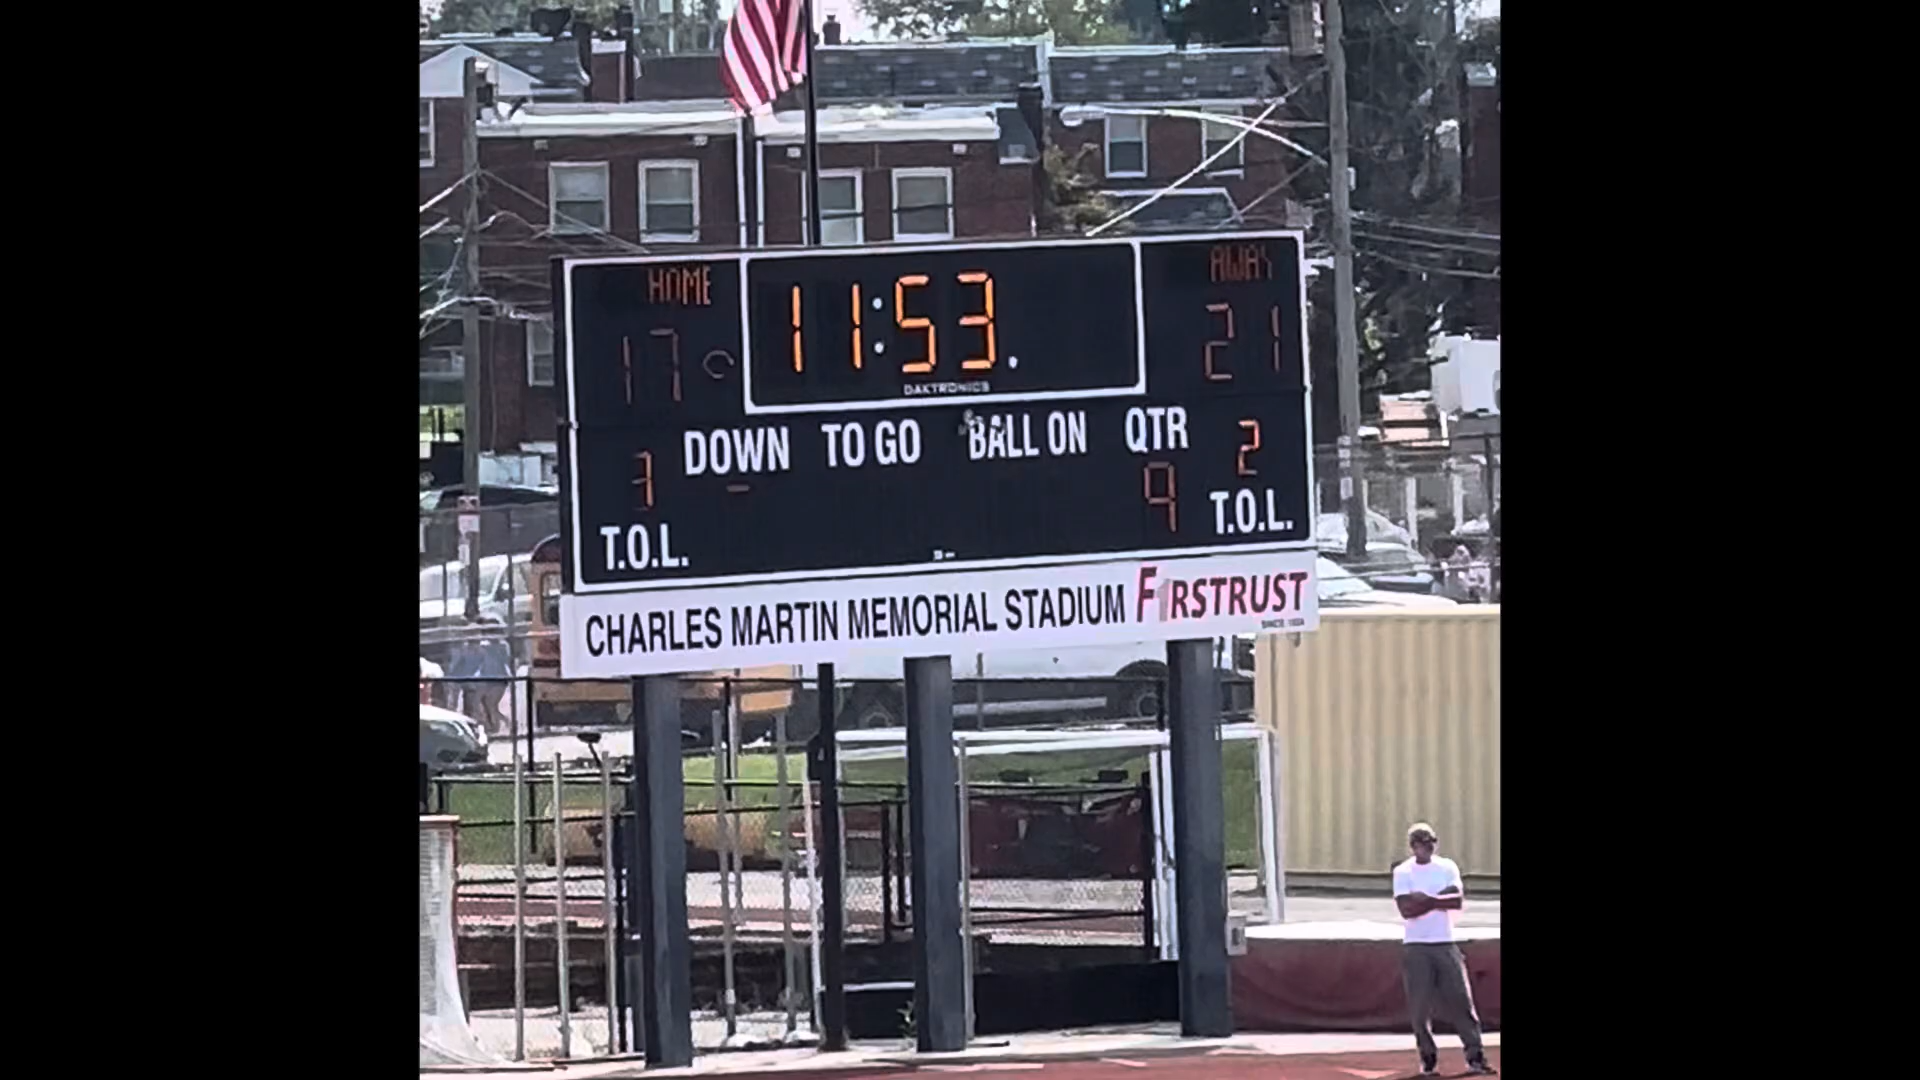 HOME 11:53. AWAY
17 21
DAKTRONICS
DOWN TO GO BALL ON QTR 2
3 9
T.O.L. T.O.L.
CHARLES MARTIN MEMORIAL STADIUM FIRSTRUST